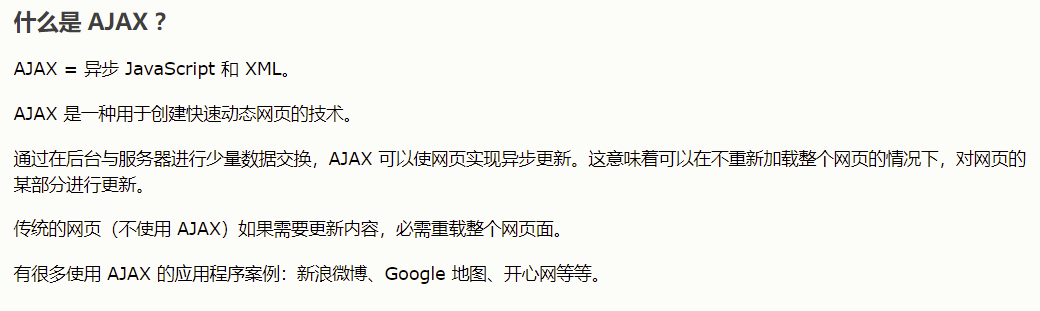 什么是 AJAX ？
AJAX = 异步 JavaScript 和 XML。
AJAX 是一种用于创建快速动态网页的技术。
通过在后台与服务器进行少量数据交换，AJAX 可以使网页实现异步更新。这意味着可以在不重新加载整个网页的情况下，对网页的
某部分进行更新。
传统的网页（不使用 AJAX）如果需要更新内容，必需重载整个网页面。
有很多使用 AJAX 的应用程序案例：新浪微博、Google 地图、开心网等等。